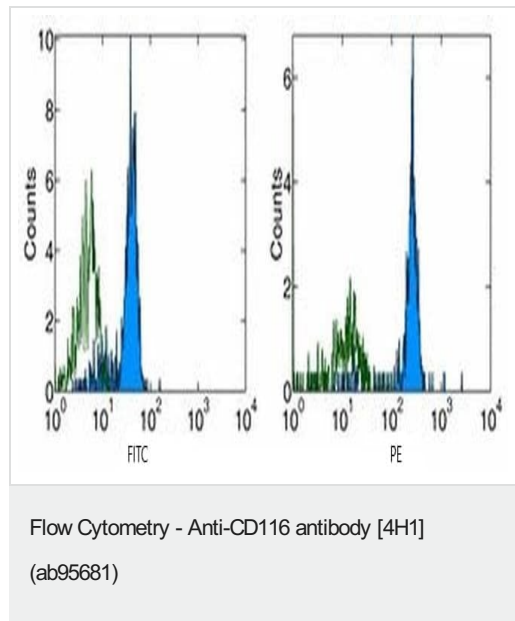 10
8
6
4
2
0
Counts
10^0 10^1 10^2 10^3 10^4
FITC
6
4
2
0
Counts
10^0 10^1 10^2 10^3 10^4
PE
Flow Cytometry - Anti-CD116 antibody [4H1]
(ab95681)